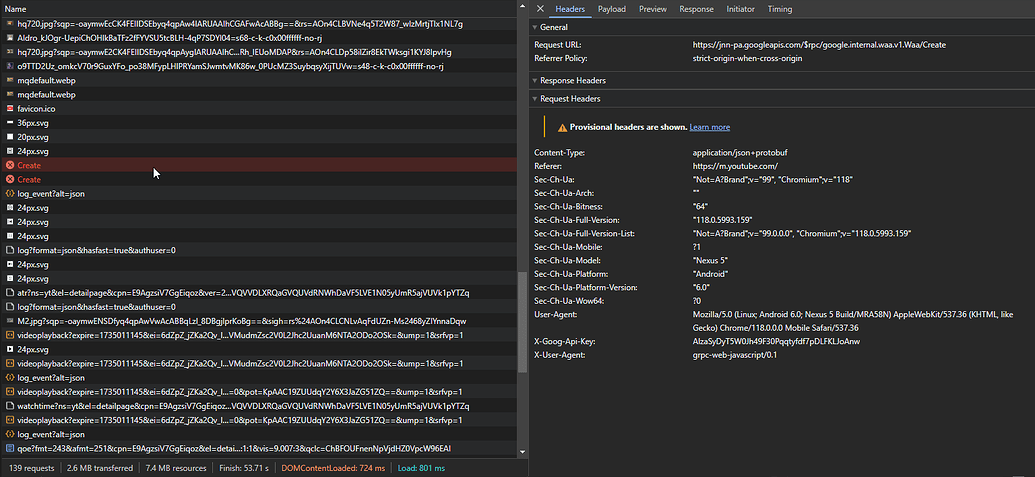 Name
hq720.jpg?sqp=-oaymwEcCK4FEIIDSEbyq4qpAw4IARUAAIhCGAFwAcABBg==&rs=AOn4CLBVNe4q5T2W87_wlzMrtjTlx1NL7g
AIdro_kJOgr-UepiChOHlkBaTFz2fFYVSU5tcBLH-4qP7SDYl04=s68-c-k-c0x00ffffff-no-rj
hq720.jpg?sqp=-oaymwE2CK4FEIIDSEbyq4qpAygIARUAAIhC...Rh_IEUoMDAP&rs=AOn4CLDp58iIZir8EkTWksqi1KYJ8IpvHg
o9TTD2Uz_omkcV70r9GuxYFo_po38MFypLHIPRYamSJwmtvMK86w_0PUcMZ3SuybqsyXijTUVw=s48-c-k-c0x00ffffff-no-rj
mqdefault.webp
mqdefault.webp
favicon.ico
36px.svg
20px.svg
24px.svg
Create
Create
log_event?alt=json
24px.svg
24px.svg
24px.svg
log?format=json&hasfast=true&authuser=0
24px.svg
24px.svg
atr?ns=yt&el=detailpage&cpn=E9AgzsiV7GgEiqoz&ver=2...VQVVDLXRQaGVQUVdRNWhDaVF5LVE1N05yUmR5ajVUVk1pYTZq
log?format=json&hasfast=true&authuser=0
M2.jpg?sqp=-oaymwENSDfyq4qpAwVwAcABBqLzl_8DBgjlprKoBg==&sigh=rs%24AOn4CLCNLvAqFdUZn-Ms2468yZIYnnaDqw
videoplayback?expire=1735011145&ei=6dZpZ_jZKa2Qv_I...VMudmZsc2V0L2Jhc2UuanM6NTA2ODo2OSk=&ump=1&srfvp=1
24px.svg
videoplayback?expire=1735011145&ei=6dZpZ_jZKa2Qv_I...VMudmZsc2V0L2Jhc2UuanM6NTA2ODo2OSk=&ump=1&srfvp=1
log_event?alt=json
videoplayback?expire=1735011145&ei=6dZpZ_jZKa2Qv_I...=0&pot=KpAAC19ZUUdqY2Y6X3JaZG51ZQ==&ump=1&srfvp=1
watchtime?ns=yt&el=detailpage&cpn=E9AgzsiV7GgEiqoz...VQVVDLXRQaGVQUVdRNWhDaVF5LVE1N05yUmR5ajVUVk1pYTZq
videoplayback?expire=1735011145&ei=6dZpZ_jZKa2Qv_I...=0&pot=KpAAC19ZUUdqY2Y6X3JaZG51ZQ==&ump=1&srfvp=1
log_event?alt=json
qoe?fmt=243&afmt=251&cpn=E9AgzsiV7GgEiqoz&el=detai...:1:1&vis=9.007:3&qclc=ChBFOUFnenNpVjdHZ0VpcW96EAI
139 requests 2.6 MB transferred 7.4 MB resources Finish: 53.71 s DOMContentLoaded: 724 ms Load: 801 ms
Headers Payload Preview Response Initiator Timing
General
Request URL: https://jnn-pa.googleapis.com/$rpc/google.internal.waa.v1.Waa/Create
Referrer Policy: strict-origin-when-cross-origin
Response Headers
Request Headers
Provisional headers are shown. Learn more
Content-Type: application/json+protobuf
Referer: https://m.youtube.com/
Sec-Ch-Ua: "Not=A?Brand";v="99", "Chromium";v="118"
Sec-Ch-Ua-Arch: ""
Sec-Ch-Ua-Bitness: "64"
Sec-Ch-Ua-Full-Version: "118.0.5993.159"
Sec-Ch-Ua-Full-Version-List: "Not=A?Brand";v="99.0.0.0", "Chromium";v="118.0.5993.159"
Sec-Ch-Ua-Mobile: ?1
Sec-Ch-Ua-Model: "Nexus 5"
Sec-Ch-Ua-Platform: "Android"
Sec-Ch-Ua-Platform-Version: "6.0"
Sec-Ch-Ua-Wow64: ?0
User-Agent: Mozilla/5.0 (Linux; Android 6.0; Nexus 5 Build/MRA58N) AppleWebKit/537.36 (KHTML, like
Gecko) Chrome/118.0.0.0 Mobile Safari/537.36
X-Goog-Api-Key: AIzaSyDyT5W0Jh49F30Pqqtyfdf7pDLFKLJoAnw
X-User-Agent: grpc-web-javascript/0.1